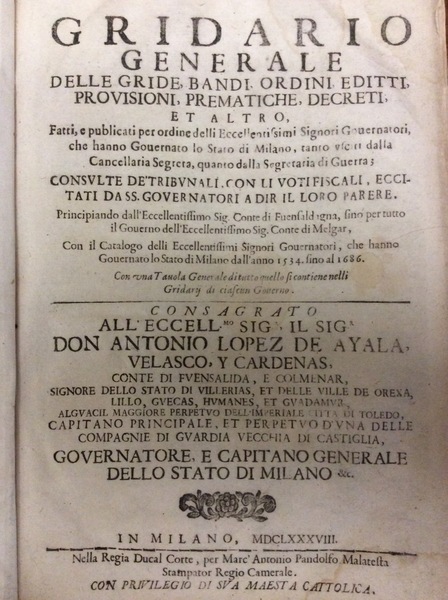 GRIDARIO
GENERALE
DELLE GRIDE, BANDI, ORDINI, EDITTI,
PROVISIONI, PREMATICHE, DECRETI,
ET ALTRO,
Fatti, e publicati per ordine delli Eccellentissimi Signori Gouernatori,
che hanno Gouernato lo Stato di Milano, tanto vsciti dalla
Cancellaria Segreta, quanto dalla Segretaria di Guerra;
CONSVLTE DE'TRIBVNALI, CON LI VOTI FISCALI, ECCI-
TATI DA SS. GOVERNATORI A DIR IL LORO PARERE.
Principiando dall'Eccellentissimo Sig. Conte di Fuensaldagna, sino per tutto
il Gouerno dell'Eccellentissimo Sig. Conte di Melgar,
Con il Catalogo delli Eccellentissimi Signori Gouernatori, che hanno
Gouernato lo Stato di Milano dall'anno 1534. sino al 1686.
Con vna Tauola Generale di tutto quello si contiene nelli
Gridarij di ciascun Gouerno.
CONSAGRATO
ALL'ECCELL.MO SIG.R IL SIG.R
DON ANTONIO LOPEZ DE AYALA,
VELASCO, Y CARDENAS,
CONTE DI FVENSALIDA, E COLMENAR,
SIGNORE DELLO STATO DI VILLERIAS, ET DELLE VILLE DE OREXA,
LILLO, GVECAS, HVMANES, ET GVADAMVR,
ALGVACIL MAGGIORE PERPETVO DELL'IMPERIALE CITTA DI TOLEDO,
CAPITANO PRINCIPALE, ET PERPETVO D'VNA DELLE
COMPAGNIE DI GVARDIA VECCHIA DI CASTIGLIA,
GOVERNATORE, E CAPITANO GENERALE
DELLO STATO DI MILANO &c.
IN MILANO, MDCLXXXVIII.
Nella Regia Ducal Corte, per Marc'Antonio Pandolfo Malatesta
Stampator Regio Camerale.
CON PRIVILEGIO DI SVA MAESTA CATTOLICA.